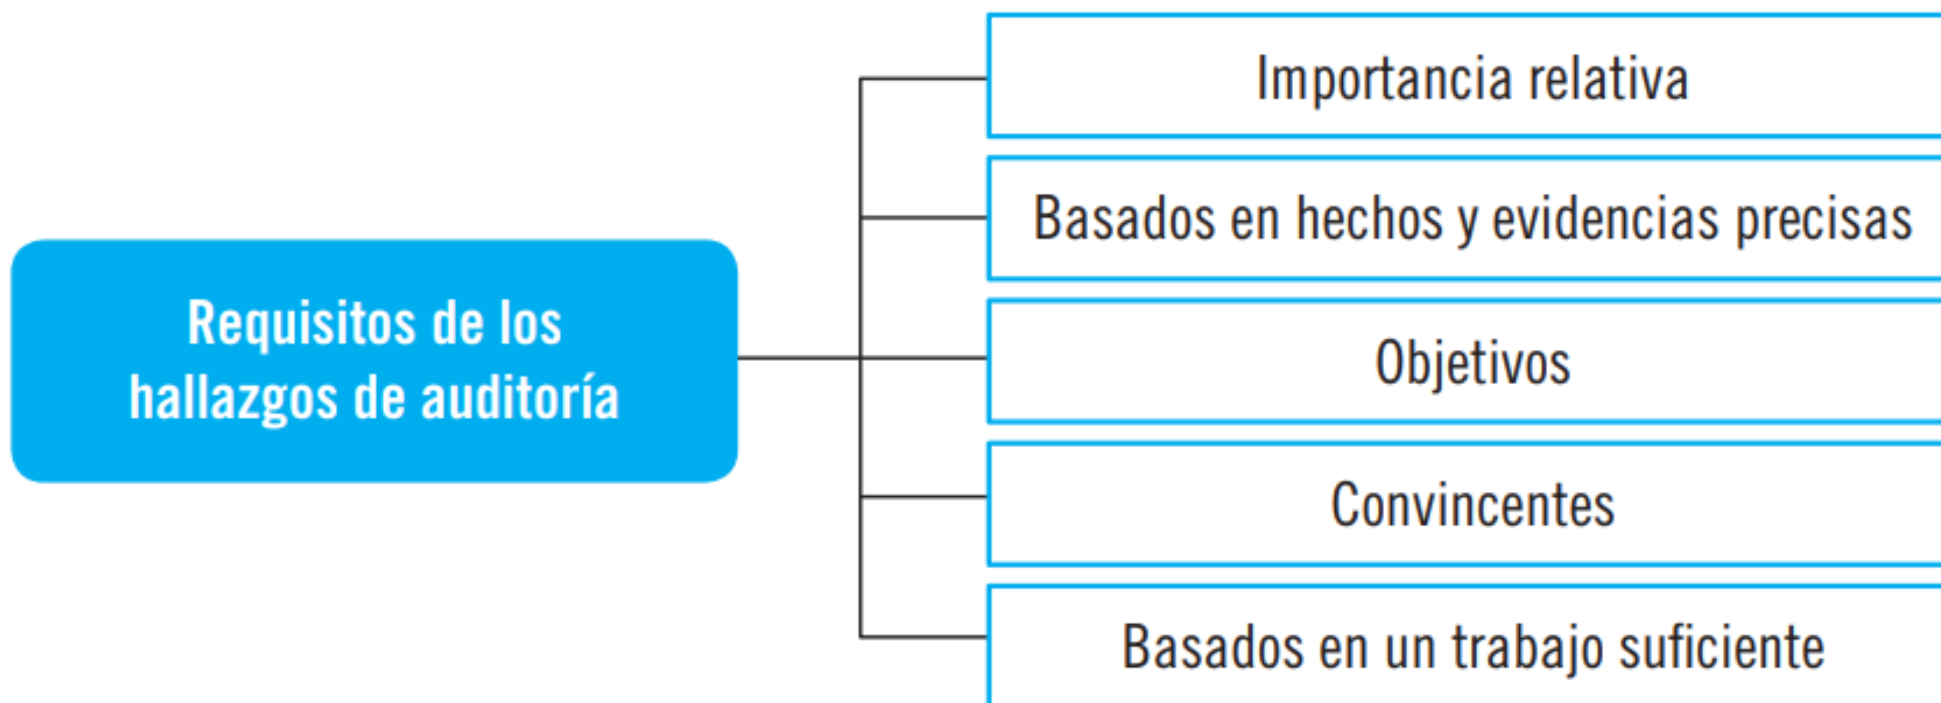 Requisitos de los
hallazgos de auditoría
Importancia relativa
Basados en hechos y evidencias precisas
Objetivos
Convincentes
Basados en un trabajo suficiente